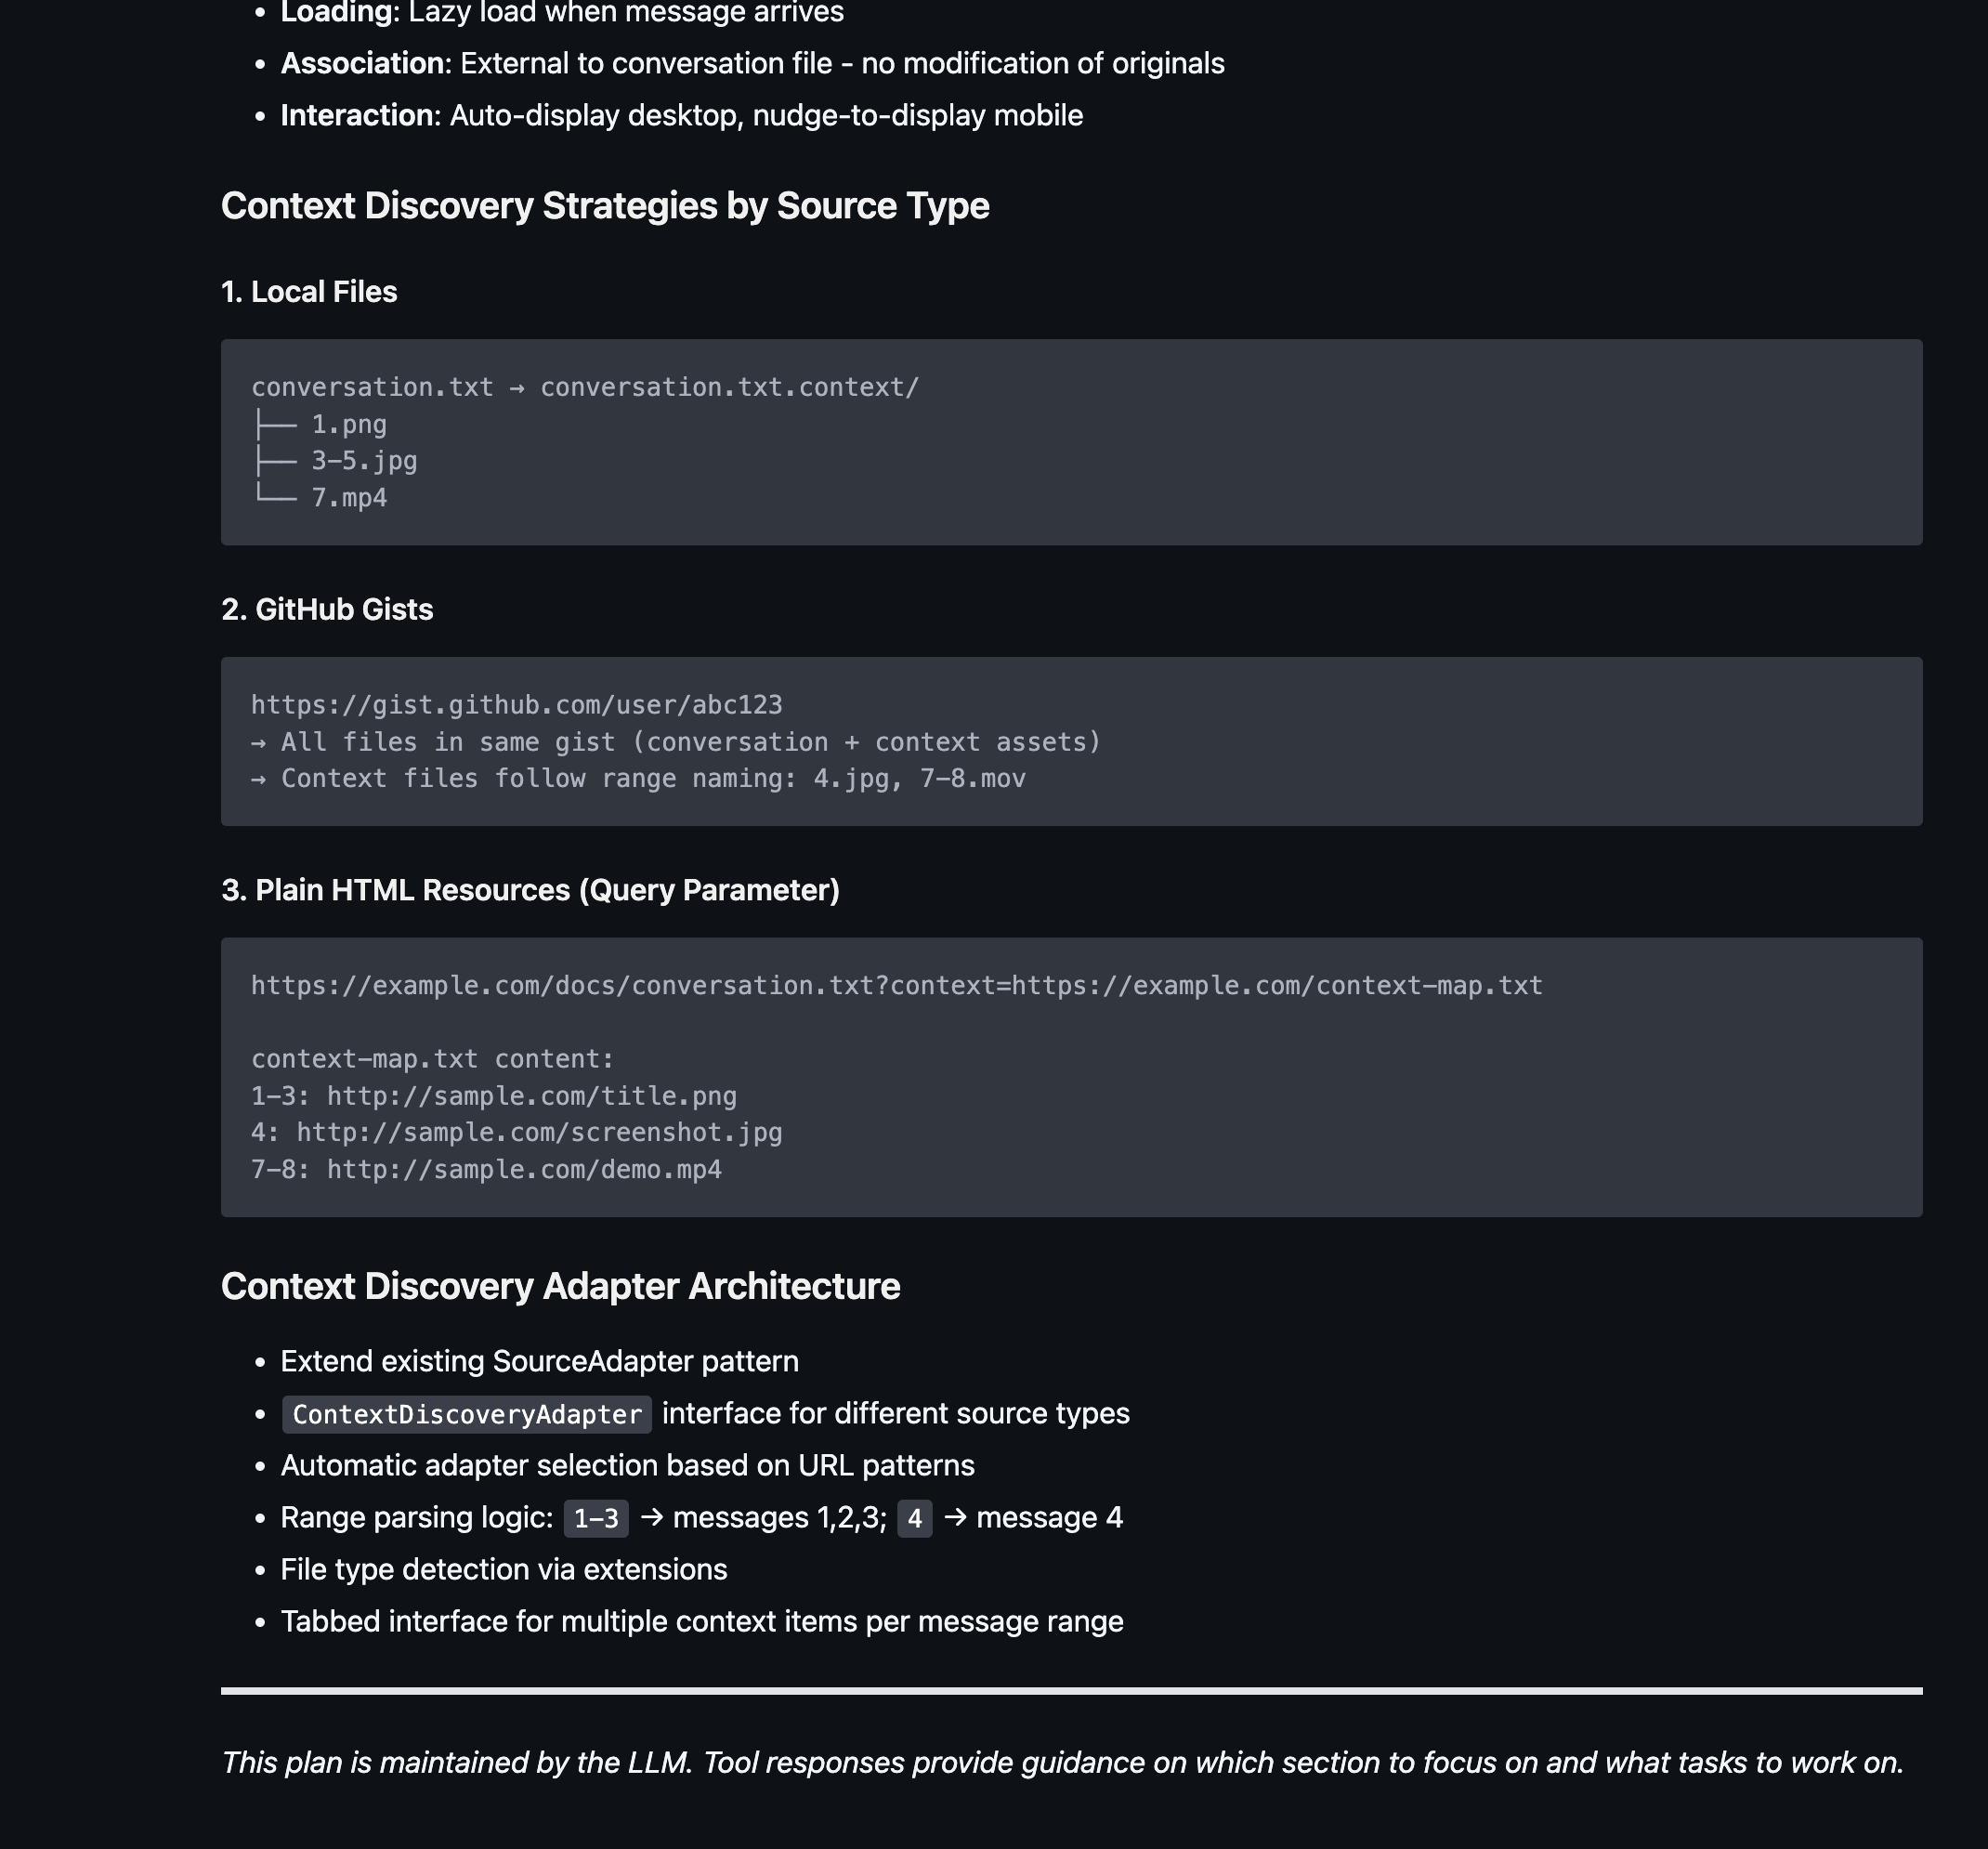 • Loading: Lazy load when message arrives
• Association: External to conversation file - no modification of originals
• Interaction: Auto-display desktop, nudge-to-display mobile
Context Discovery Strategies by Source Type
1. Local Files
conversation.txt → conversation.txt.context/
├── 1.png
├── 3-5.jpg
└── 7.mp4
2. GitHub Gists
https://gist.github.com/user/abc123
→ All files in same gist (conversation + context assets)
→ Context files follow range naming: 4.jpg, 7-8.mov
3. Plain HTML Resources (Query Parameter)
https://example.com/docs/conversation.txt?context=https://example.com/context-map.txt
context-map.txt content:
1-3: http://sample.com/title.png
4: http://sample.com/screenshot.jpg
7-8: http://sample.com/demo.mp4
Context Discovery Adapter Architecture
• Extend existing SourceAdapter pattern
• ContextDiscoveryAdapter interface for different source types
• Automatic adapter selection based on URL patterns
• Range parsing logic: 1-3 → messages 1,2,3; 4 → message 4
• File type detection via extensions
• Tabbed interface for multiple context items per message range
This plan is maintained by the LLM. Tool responses provide guidance on which section to focus on and what tasks to work on.